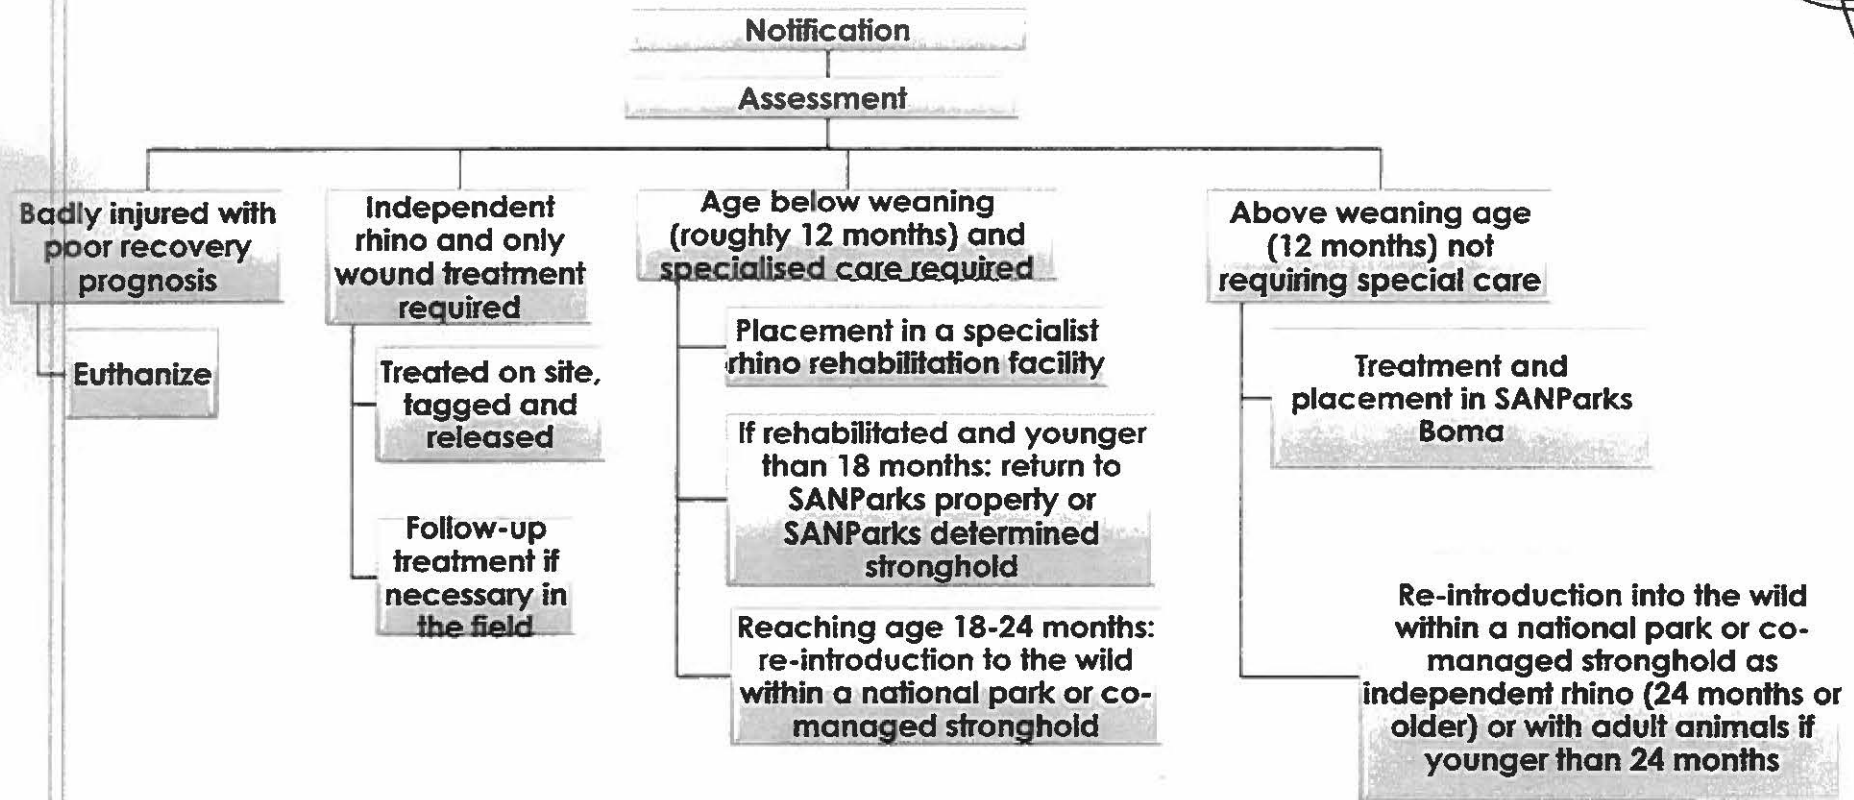 Notification
Assessment
Badly injured with
poor recovery
prognosis
Euthanize
Independent
rhino and only
wound treatment
required
Treated on site,
tagged and
released
Follow-up
treatment if
necessary in
the field
Age below weaning
(roughly 12 months) and
specialised care required
Placement in a specialist
rhino rehabilitation facility
If rehabilitated and younger
than 18 months: return to
SANParks property or
SANParks determined
stronghold
Reaching age 18-24 months:
re-introduction to the wild
within a national park or co-
managed stronghold
Above weaning age
(12 months) not
requiring special care
Treatment and
placement in SANParks
Boma
Re-introduction into the wild
within a national park or co-
managed stronghold as
independent rhino (24 months or
older) or with adult animals if
younger than 24 months